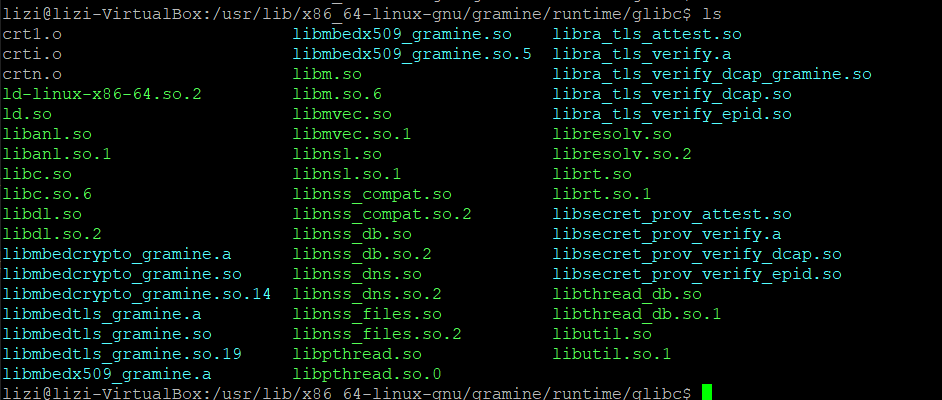 lizi@lizi-VirtualBox:/usr/lib/x86_64-linux-gnu/gramine/runtime/glibc$ ls
crt1.o libmbedx509_gramine.so libra_tls_attest.so
crti.o libmbedx509_gramine.so.5 libra_tls_verify.a
crtn.o libm.so libra_tls_verify_dcap_gramine.so
ld-linux-x86-64.so.2 libm.so.6 libra_tls_verify_dcap.so
ld.so libmvec.so libra_tls_verify_epid.so
libanl.so libmvec.so.1 libresolv.so
libanl.so.1 libnsl.so libresolv.so.2
libc.so libnsl.so.1 librt.so
libc.so.6 libnss_compat.so librt.so.1
libdl.so libnss_compat.so.2 libsecret_prov_attest.so
libdl.so.2 libnss_db.so libsecret_prov_verify.a
libmbedcrypto_gramine.a libnss_db.so.2 libsecret_prov_verify_dcap.so
libmbedcrypto_gramine.so libnss_dns.so libsecret_prov_verify_epid.so
libmbedcrypto_gramine.so.14 libnss_dns.so.2 libthread_db.so
libmbedtls_gramine.a libnss_files.so libthread_db.so.1
libmbedtls_gramine.so libnss_files.so.2 libutil.so
libmbedtls_gramine.so.19 libpthread.so libutil.so.1
libmbedx509_gramine.a libpthread.so.0
lizi@lizi-VirtualBox:/usr/lib/x86_64-linux-gnu/gramine/runtime/glibc$